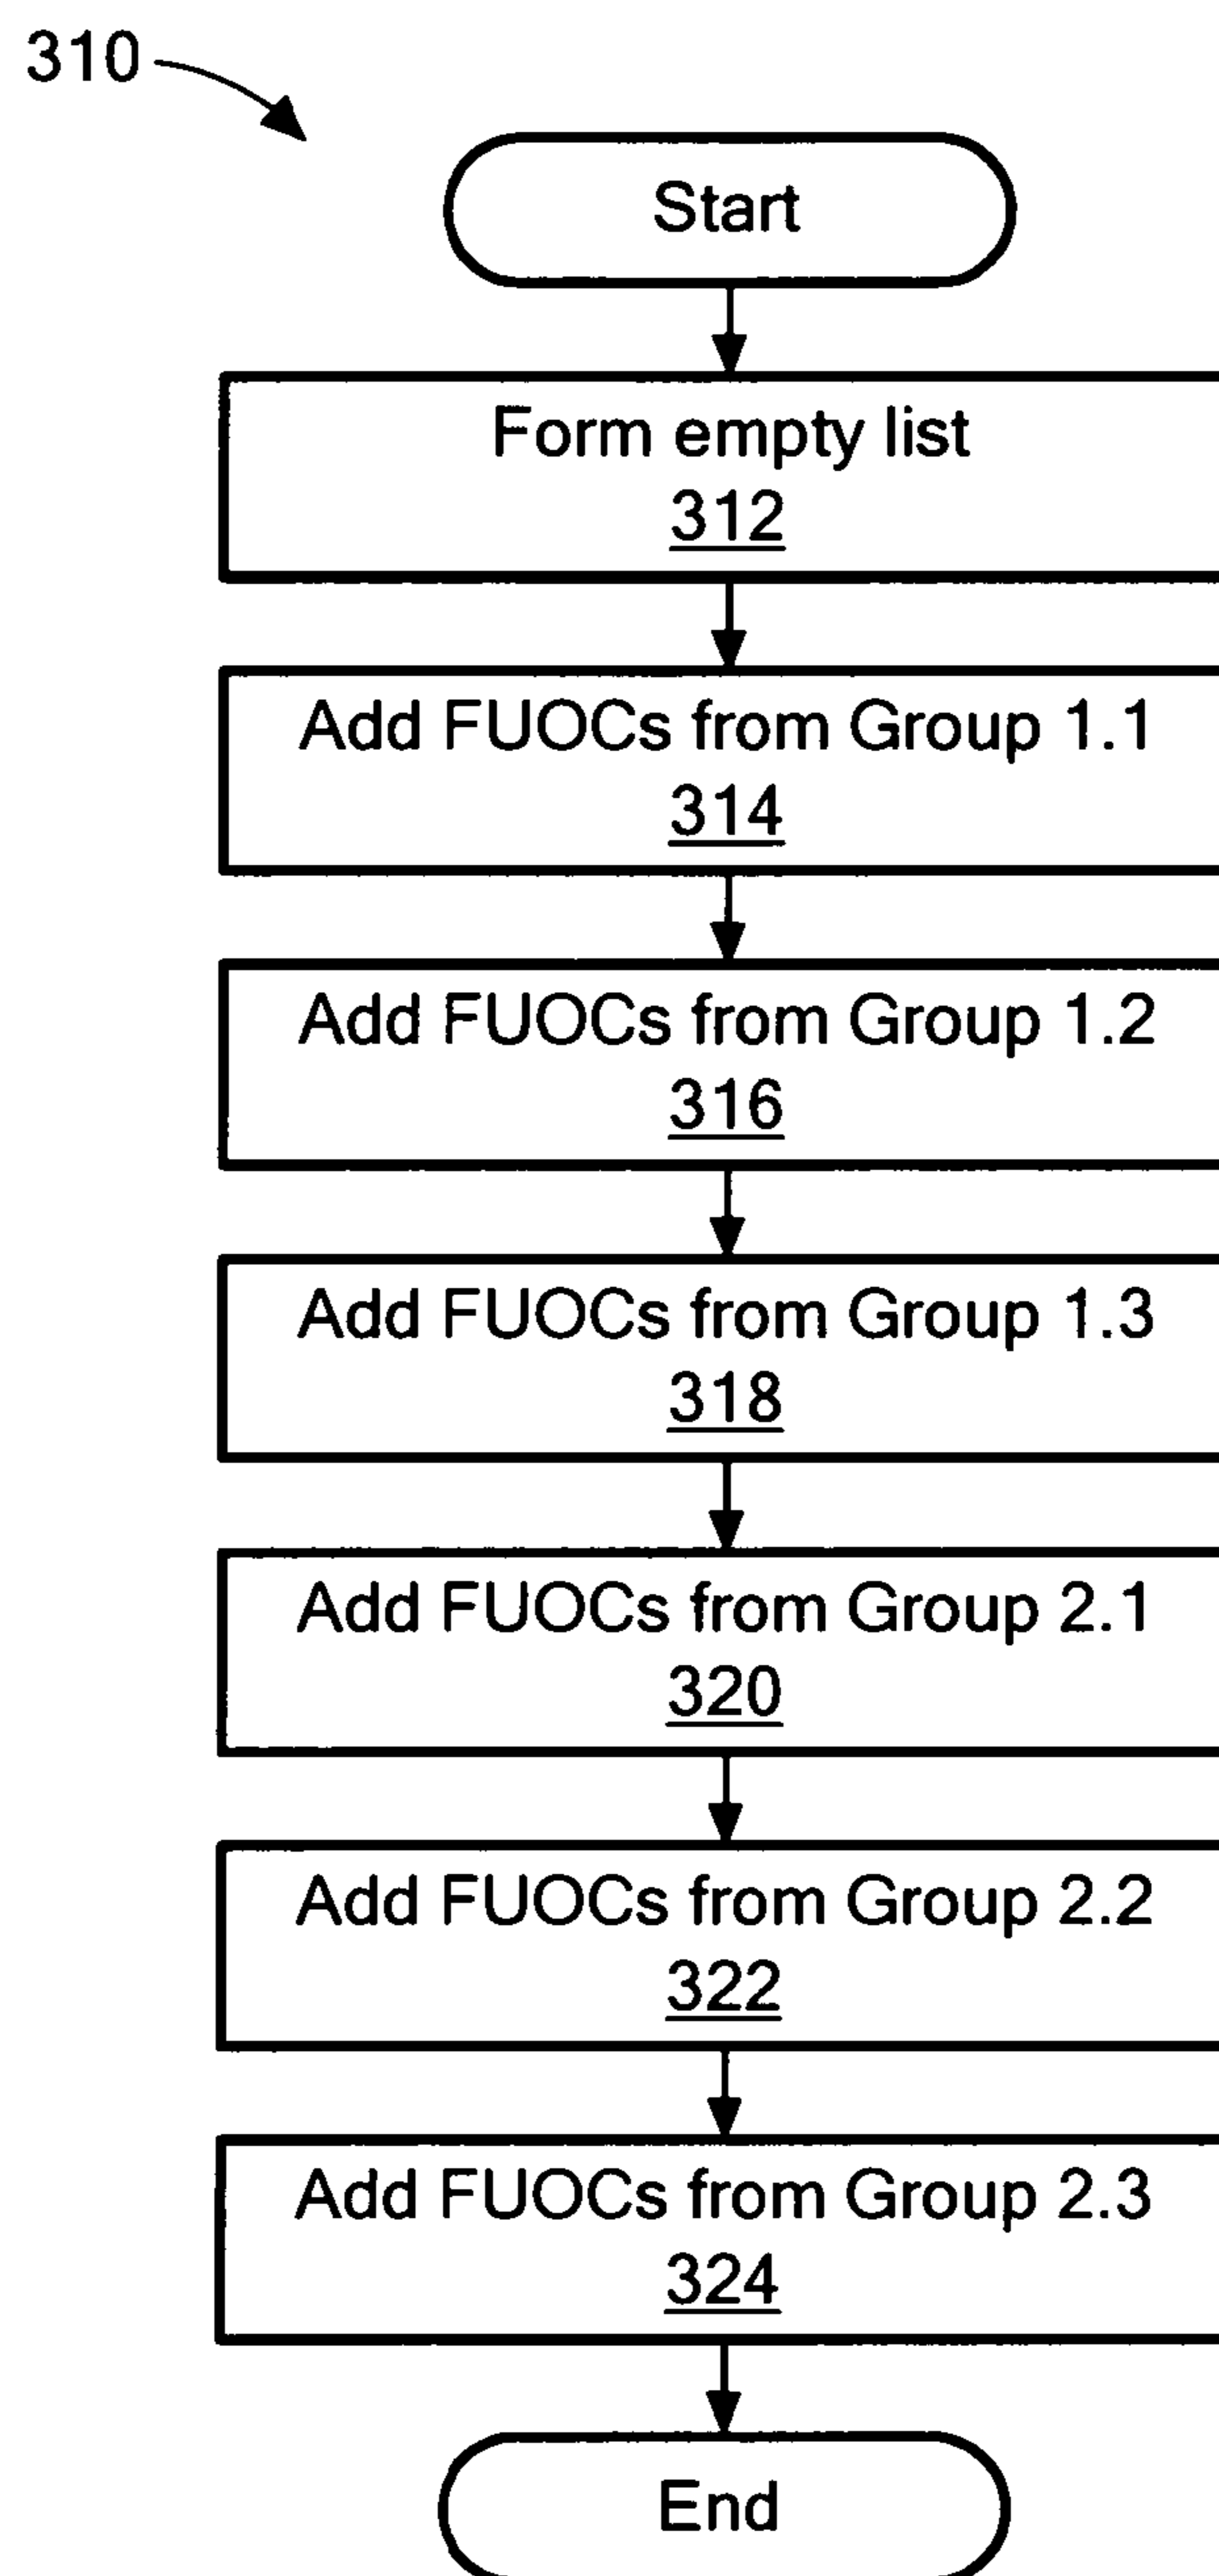 310
Start
Form empty list
312
Add FUOCs from Group 1.1
314
Add FUOCs from Group 1.2
316
Add FUOCs from Group 1.3
318
Add FUOCs from Group 2.1
320
Add FUOCs from Group 2.2
322
Add FUOCs from Group 2.3
324
End